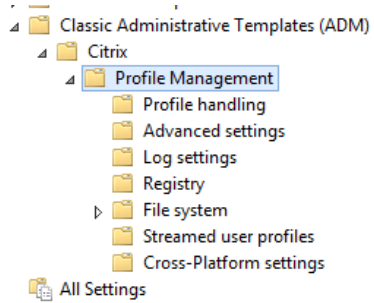 Classic Administrative Templates (ADM)
Citrix
Profile Management
Profile handling
Advanced settings
Log settings
Registry
File system
Streamed user profiles
Cross-Platform settings
All Settings